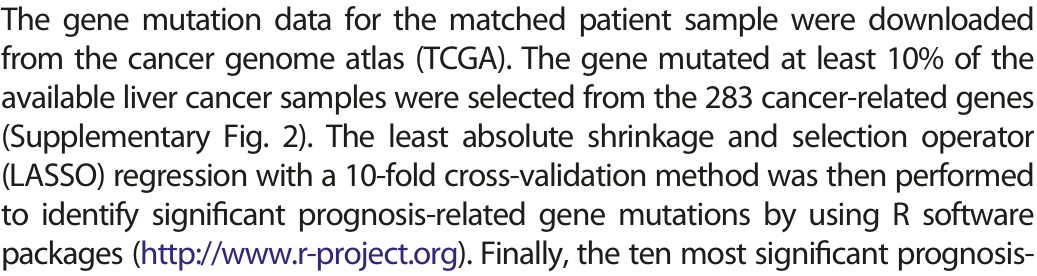 The gene mutation data for the matched patient sample were downloaded
from the cancer genome atlas (TCGA). The gene mutated at least 10% of the
available liver cancer samples were selected from the 283 cancer-related genes
(Supplementary Fig. 2). The least absolute shrinkage and selection operator
(LASSO) regression with a 10-fold cross-validation method was then performed
to identify significant prognosis-related gene mutations by using R software
packages (http://www.r-project.org). Finally, the ten most significant prognosis-